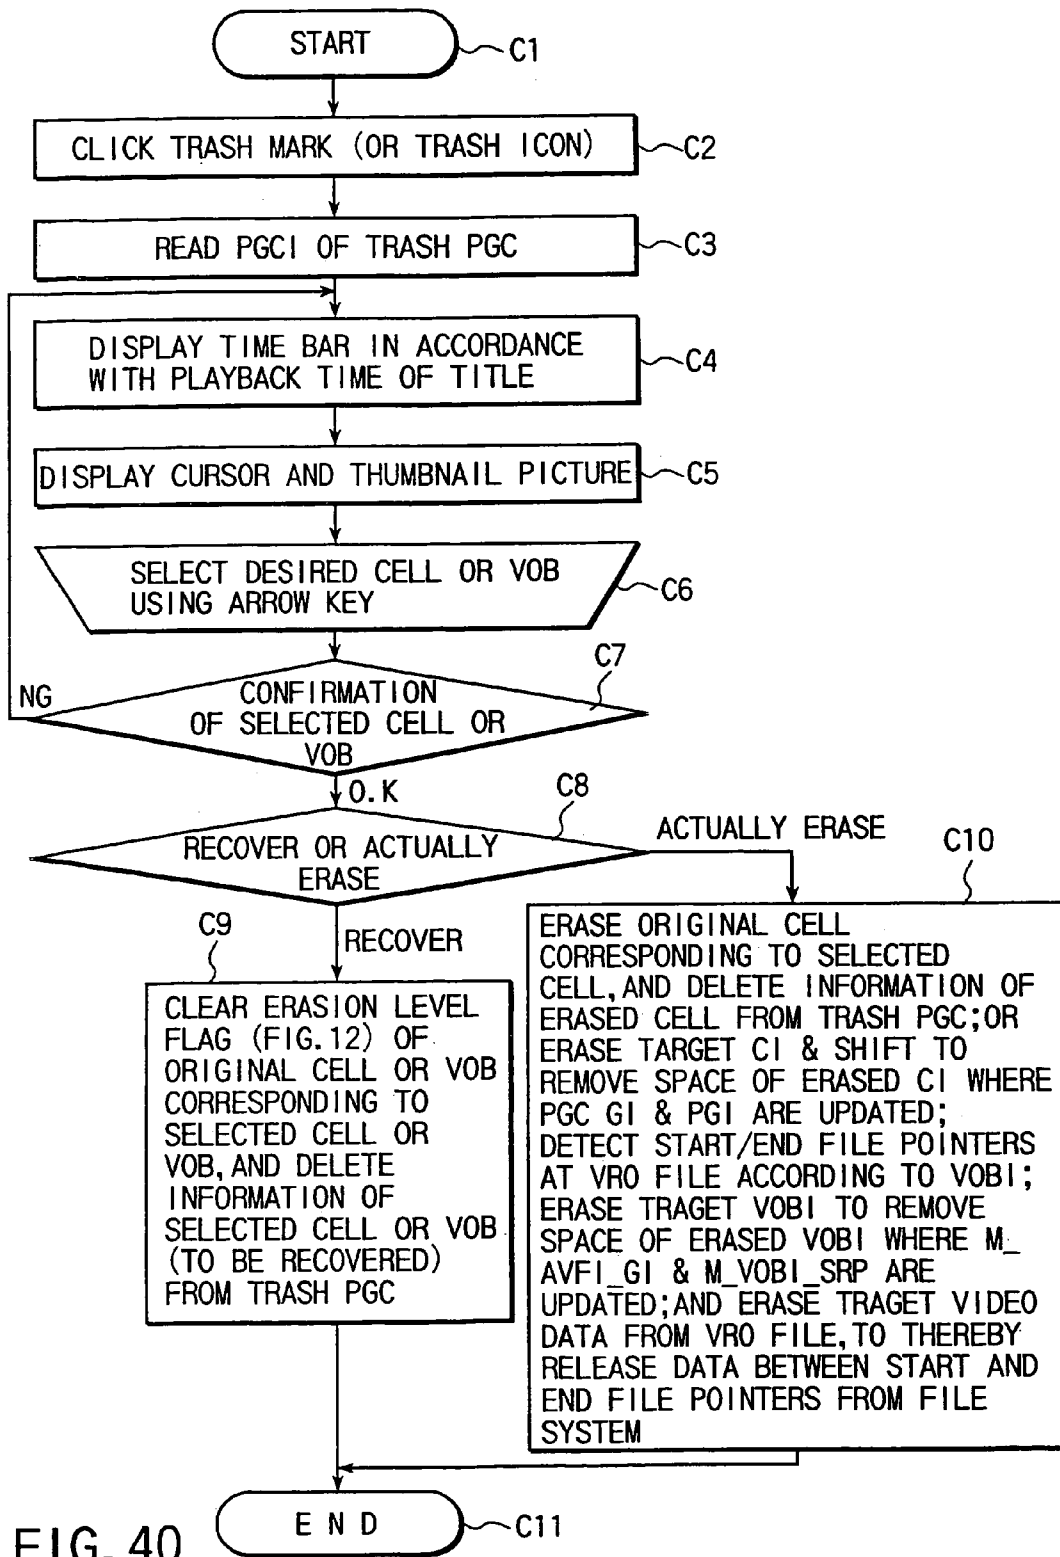 START
C1
CLICK TRASH MARK (OR TRASH ICON)
C2
READ PGCI OF TRASH PGC
C3
DISPLAY TIME BAR IN ACCORDANCE
WITH PLAYBACK TIME OF TITLE
C4
DISPLAY CURSOR AND THUMBNAIL PICTURE
C5
SELECT DESIRED CELL OR VOB
USING ARROW KEY
C6
C7
NG
CONFIRMATION
OF SELECTED CELL OR
VOB
O.K
C8
RECOVER OR ACTUALLY
ERASE
ACTUALLY ERASE
C10
C9
RECOVER
CLEAR ERASION LEVEL
FLAG (FIG.12) OF
ORIGINAL CELL OR VOB
CORRESPONDING TO
SELECTED CELL OR
VOB, AND DELETE
INFORMATION OF
SELECTED CELL OR VOB
(TO BE RECOVERED)
FROM TRASH PGC
ERASE ORIGINAL CELL
CORRESPONDING TO SELECTED
CELL, AND DELETE INFORMATION OF
ERASED CELL FROM TRASH PGC;OR
ERASE TARGET CI & SHIFT TO
REMOVE SPACE OF ERASED CI WHERE
PGC GI & PGI ARE UPDATED;
DETECT START/END FILE POINTERS
AT VRO FILE ACCORDING TO VOBI;
ERASE TRAGET VOBI TO REMOVE
SPACE OF ERASED VOBI WHERE M_
AVFI_GI & M_VOBI_SRP ARE
UPDATED;AND ERASE TRAGET VIDEO
DATA FROM VRO FILE, TO THEREBY
RELEASE DATA BETWEEN START AND
END FILE POINTERS FROM FILE
SYSTEM
END
C11
FIG. 40